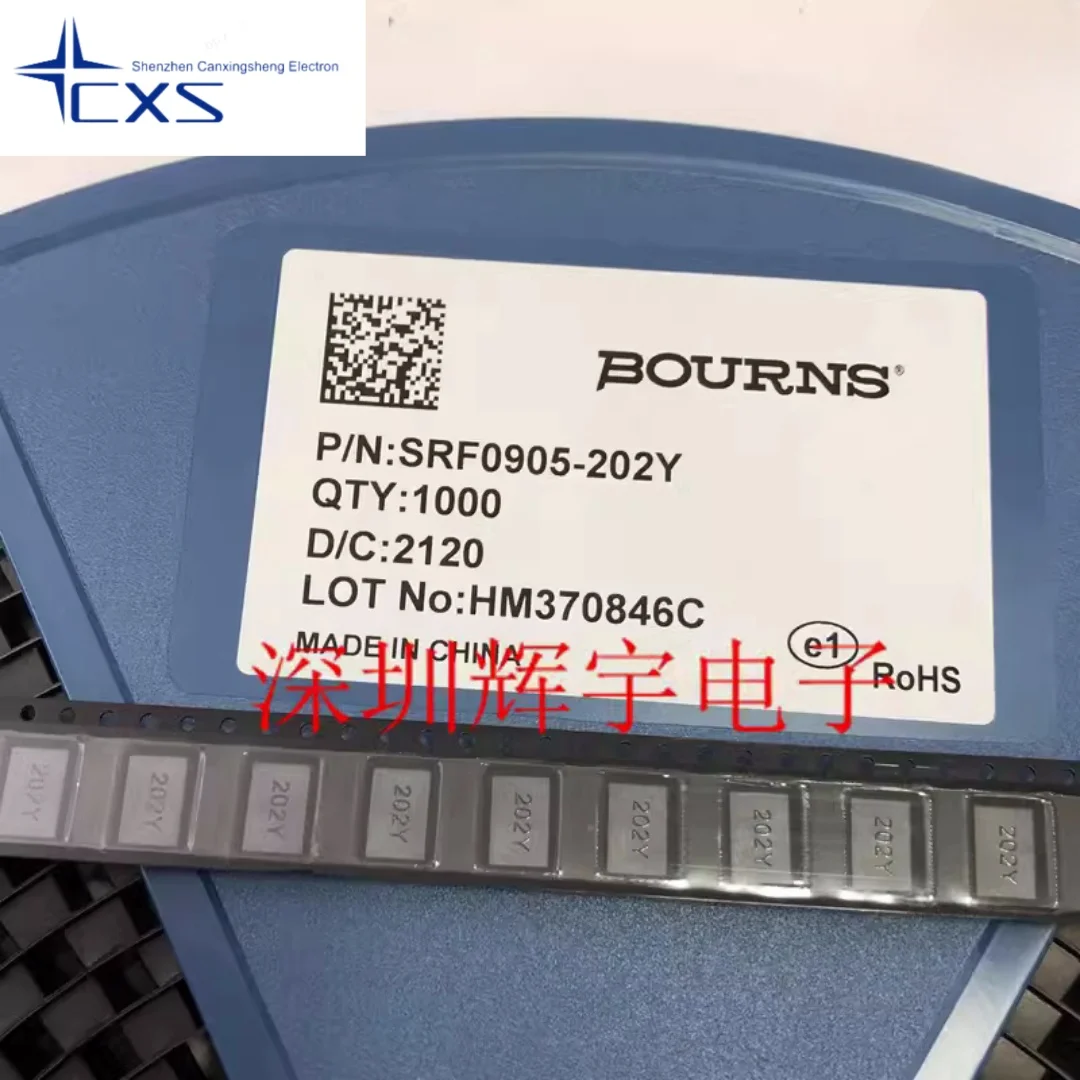 Shenzhen Canxingsheng Electron
CXS
BOURNS®
P/N:SRF0905-202Y
QTY:1000
D/C:2120
LOT No:HM370846C
MADE IN CHINA
e1
RoHS
深圳辉宇电子
202Y
202Y
202Y
202Y
202Y
202Y
202Y
202Y
202Y